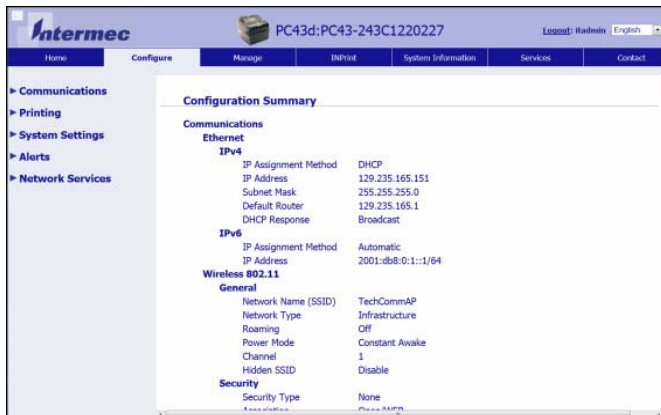 Intermec
PC43d:PC43-243C1220227
Logout: itadmin English
Home Configure Manage INPrint System Information Services Contact
Communications
Printing
System Settings
Alerts
Network Services
Configuration Summary
Communications
Ethernet
IPv4
IP Assignment Method DHCP
IP Address 129.235.165.151
Subnet Mask 255.255.255.0
Default Router 129.235.165.1
DHCP Response Broadcast
IPv6
IP Assignment Method Automatic
IP Address 2001:db8:0:1::1/64
Wireless 802.11
General
Network Name (SSID) TechCommAP
Network Type Infrastructure
Roaming Off
Power Mode Constant Awake
Channel 1
Hidden SSID Disable
Security
Security Type None
Association Open/WEP